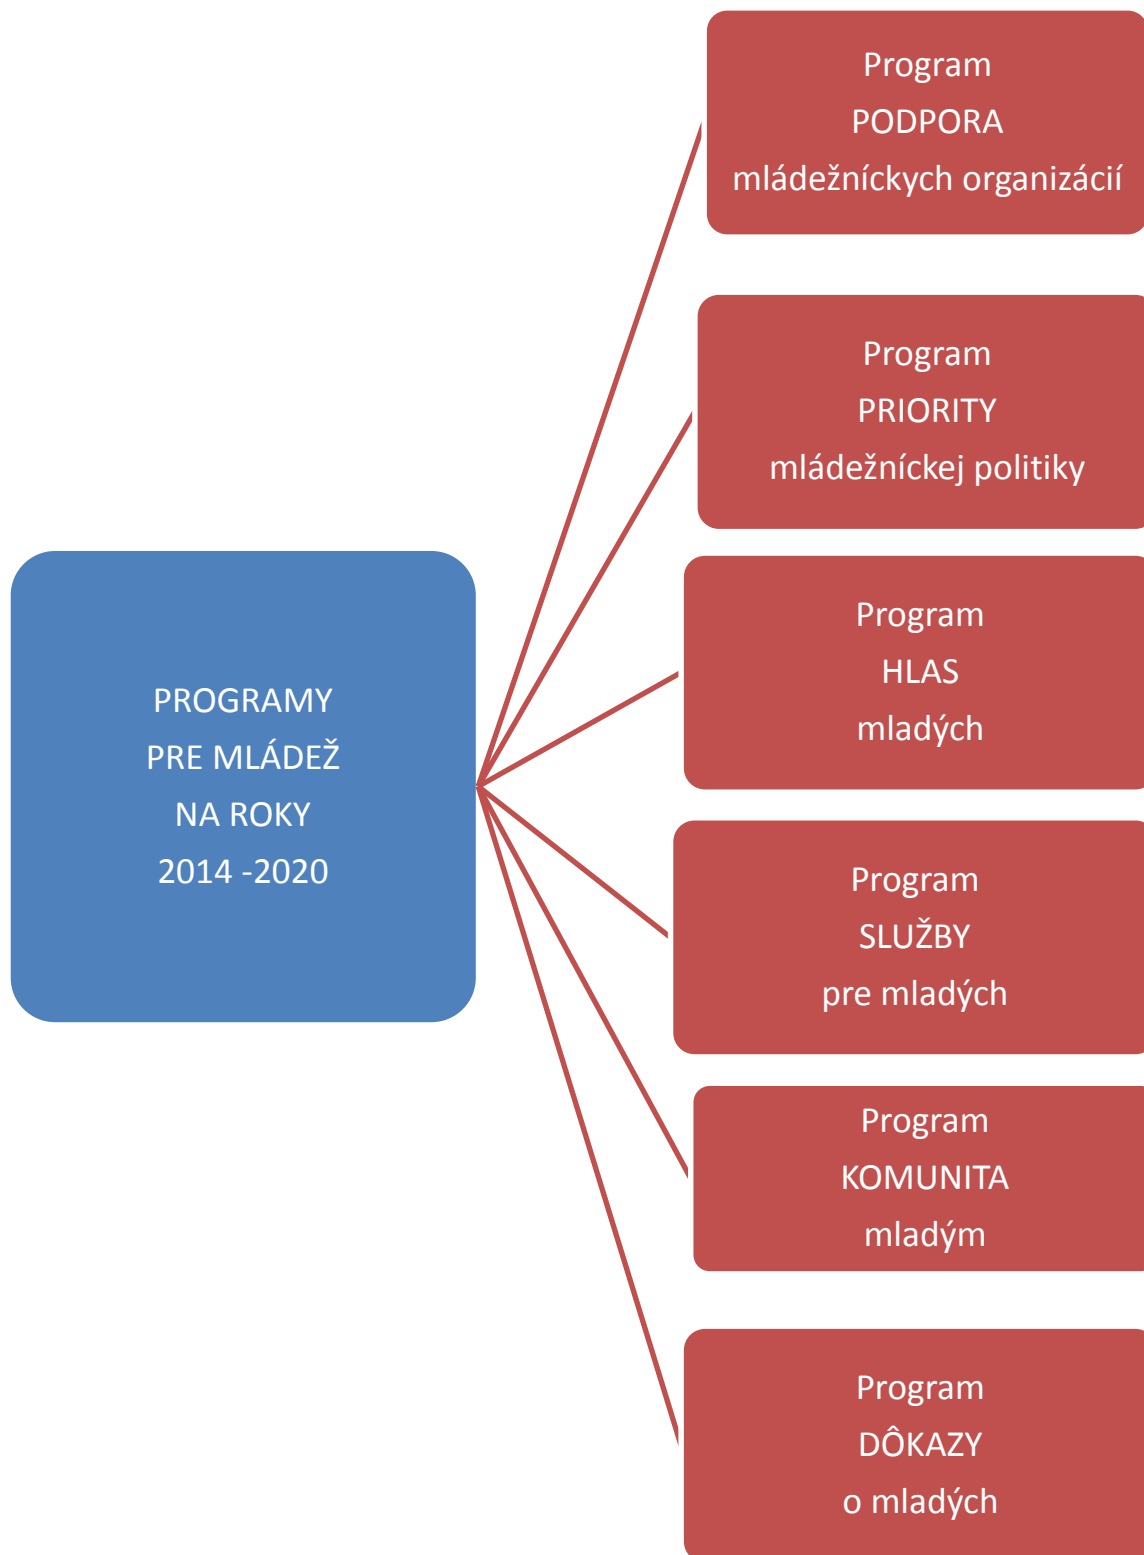 Program
PODPORA
mládežníckych organizácií
Program
PRIORITY
mládežníckej politiky
Program
HLAS
mladých
PROGRAMY
PRE MLÁDEŽ
NA ROKY
2014 -2020
Program
SLUŽBY
pre mladých
Program
KOMUNITA
mladým
Program
DÔKAZY
o mladých